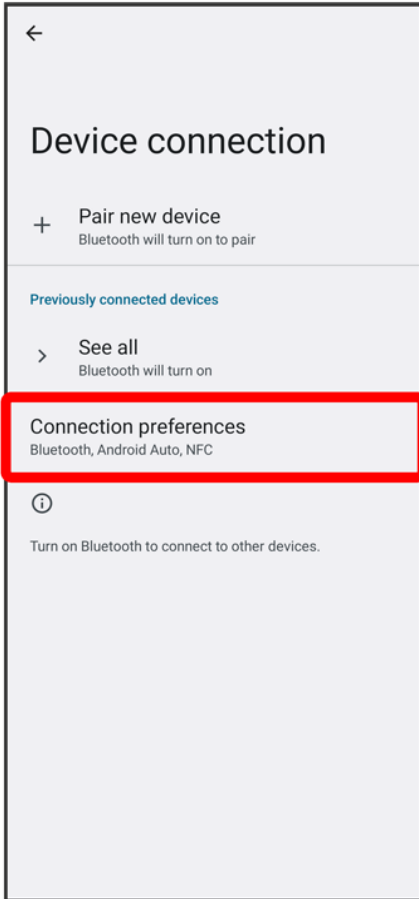 Device connection
Pair new device
Bluetooth will turn on to pair
Previously connected devices
See all
Bluetooth will turn on
Connection preferences
Bluetooth, Android Auto, NFC
Turn on Bluetooth to connect to other devices.